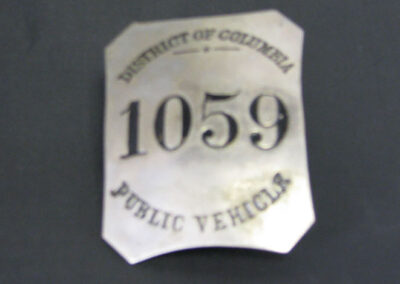 DISTRICT OF COLUMBIA
1059
PUBLIC VEHICLE